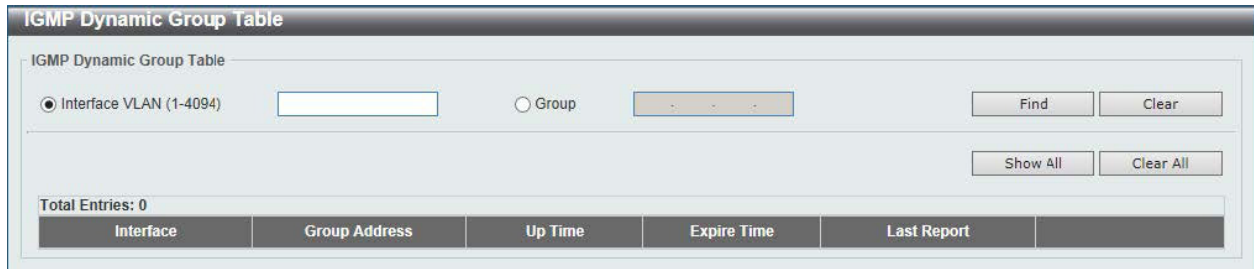 IGMP Dynamic Group Table
IGMP Dynamic Group Table
Interface VLAN (1-4094) Group . . . Find Clear
Show All Clear All
Total Entries: 0
Interface Group Address Up Time Expire Time Last Report